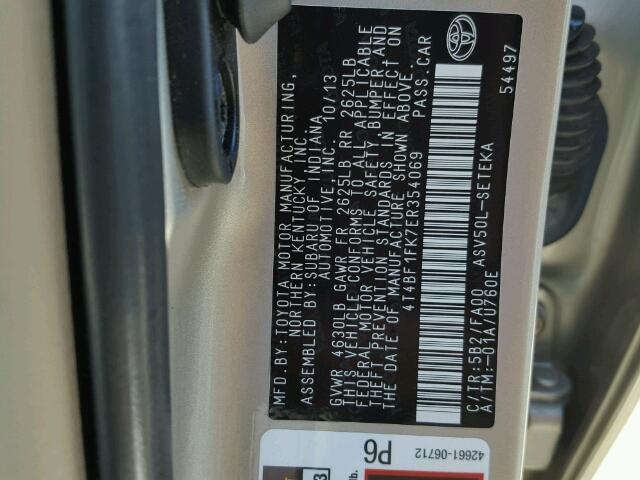 MFD BY:TOYOTA MOTOR MANUFACTURING,
NORTHERN KENTUCKY, INC.
ASSEMBLED BY:SUBARU OF INDIANA
AUTOMOTIVE,INC. 10/13
GVWR 4630LB GAWR FR 2625LB RR 2625LB
THIS VEHICLE CONFORMS TO ALL APPLICABLE
FEDERAL MOTOR VEHICLE SAFETY, BUMPER,AND
THEFT PREVENTION STANDARDS IN EFFECT ON
THE DATE OF MANUFACTURE SHOWN ABOVE.
4T4BF1FK7ER354069 PASS.CAR
C/TR:5B2/FA00 ASV50L-SETEKA
A/TM:-01A/U760E
54497
42661-06712
P6
lb.
3